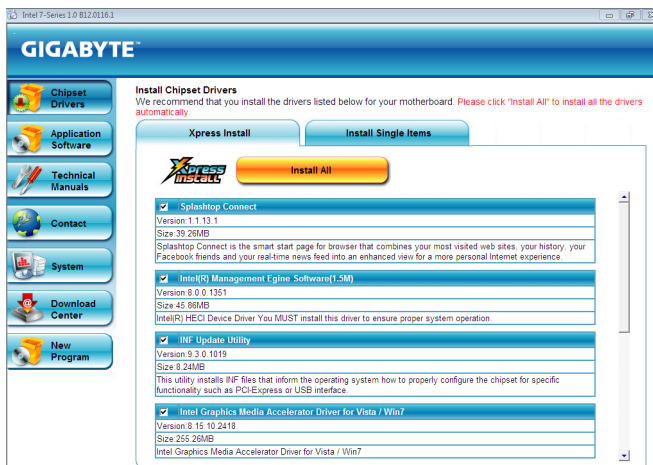 Intel 7-Series 1.0 B12.0116.1
GIGABYTE™
Chipset
Drivers
Application
Software
Technical
Manuals
Contact
System
Download
Center
New
Program
Install Chipset Drivers
We recommend that you install the drivers listed below for your motherboard. Please click "Install All" to install all the drivers
automatically.
Xpress Install
Install Single Items
Xpress
INSTALL
Install All
Splashtop Connect
Version:1.1.13.1
Size:39.26MB
Splashtop Connect is the smart start page for browser that combines your most visited web sites, your history, your
Facebook friends and your real-time news feed into an enhanced view for a more personal Internet experience.
Intel(R) Management Egine Software(1.5M)
Version:8.0.0.1351
Size:45.86MB
Intel(R) HECI Device Driver You MUST install this driver to ensure proper system operation.
INF Update Utility
Version:9.3.0.1019
Size:8.24MB
This utility installs INF files that inform the operating system how to properly configure the chipset for specific
functionality such as PCI-Express or USB interface.
Intel Graphics Media Accelerator Driver for Vista / Win7
Version:8.15.10.2418
Size:255.26MB
Intel Graphics Media Accelerator Driver for Vista / Win7